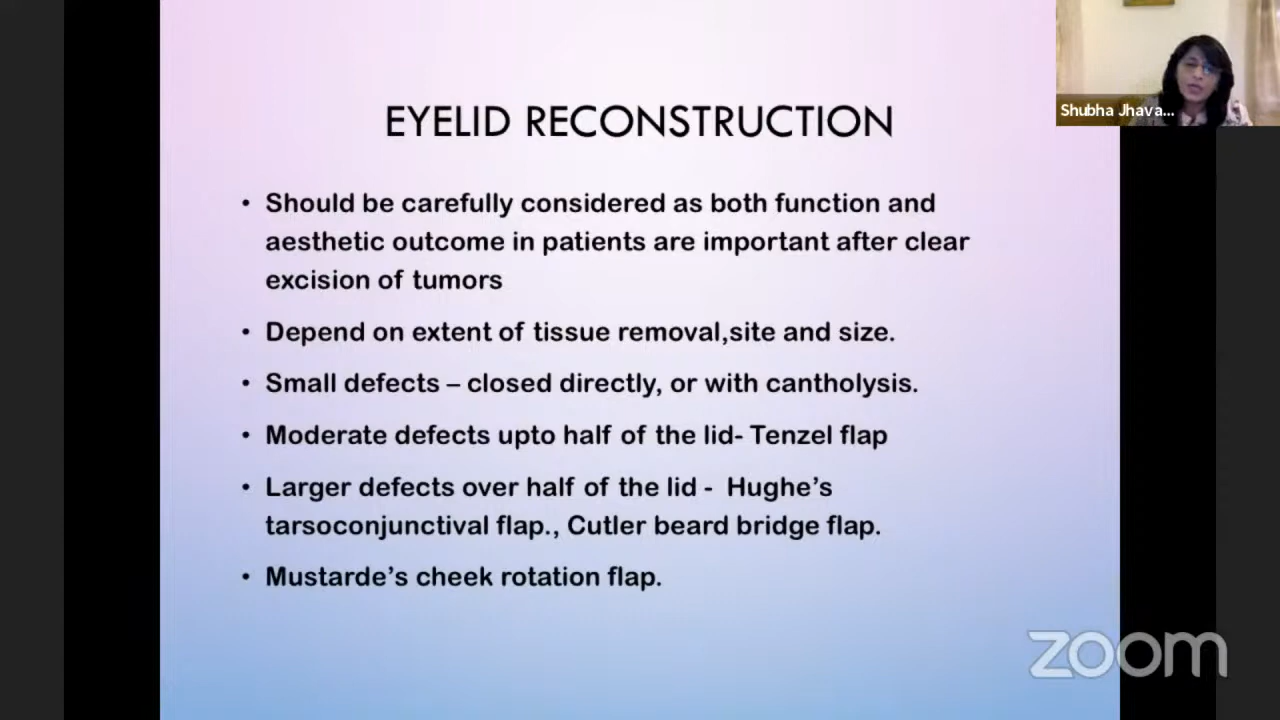 Shubha Jhava...
EYELID RECONSTRUCTION
• Should be carefully considered as both function and
aesthetic outcome in patients are important after clear
excision of tumors
• Depend on extent of tissue removal,site and size.
• Small defects – closed directly, or with cantholysis.
• Moderate defects upto half of the lid- Tenzel flap
• Larger defects over half of the lid - Hughe’s
tarsoconjunctival flap., Cutler beard bridge flap.
• Mustarde’s cheek rotation flap.
zoom